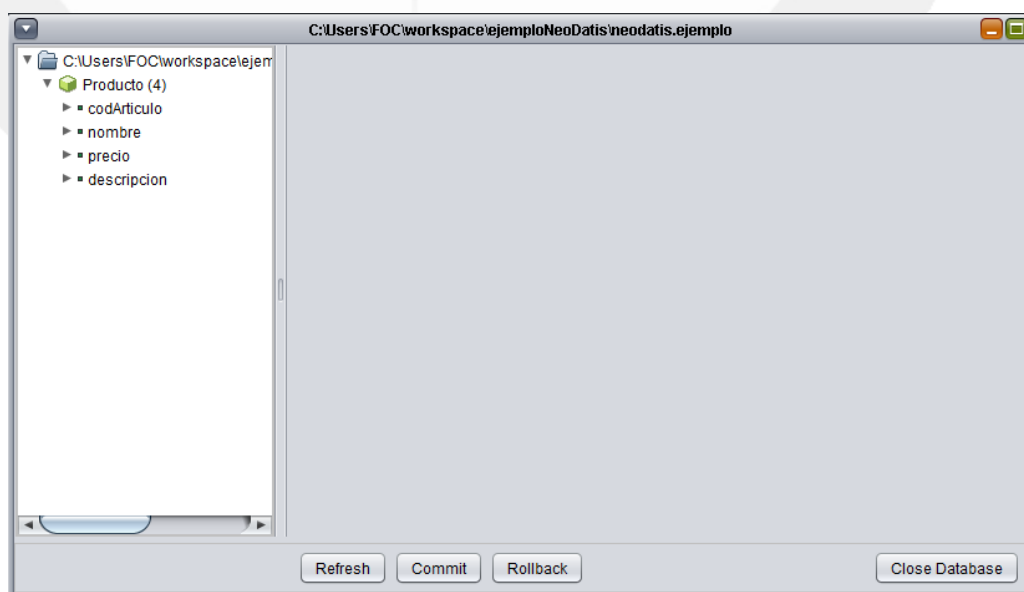 C:\Users\FOC\workspace\ejemploNeoDatis\neodatis.ejemplo
C:\Users\FOC\workspace\ejem
Producto (4)
codArticulo
nombre
precio
descripcion
Refresh Commit Rollback Close Database